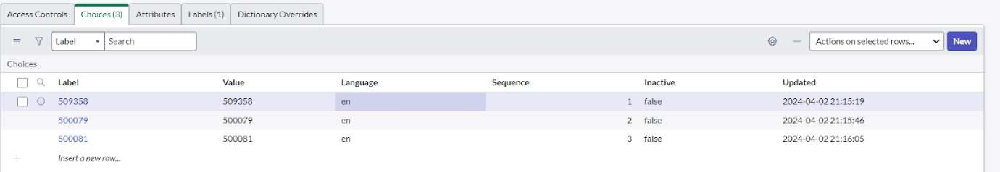 Access Controls Choices (3) Attributes Labels (1) Dictionary Overrides
Label Search Actions on selected rows... New
Choices
Label Value Language Sequence Inactive Updated
509358 509358 en 1 false 2024-04-02 21:15:19
500079 500079 en 2 false 2024-04-02 21:15:46
500081 500081 en 3 false 2024-04-02 21:16:05
Insert a new row...